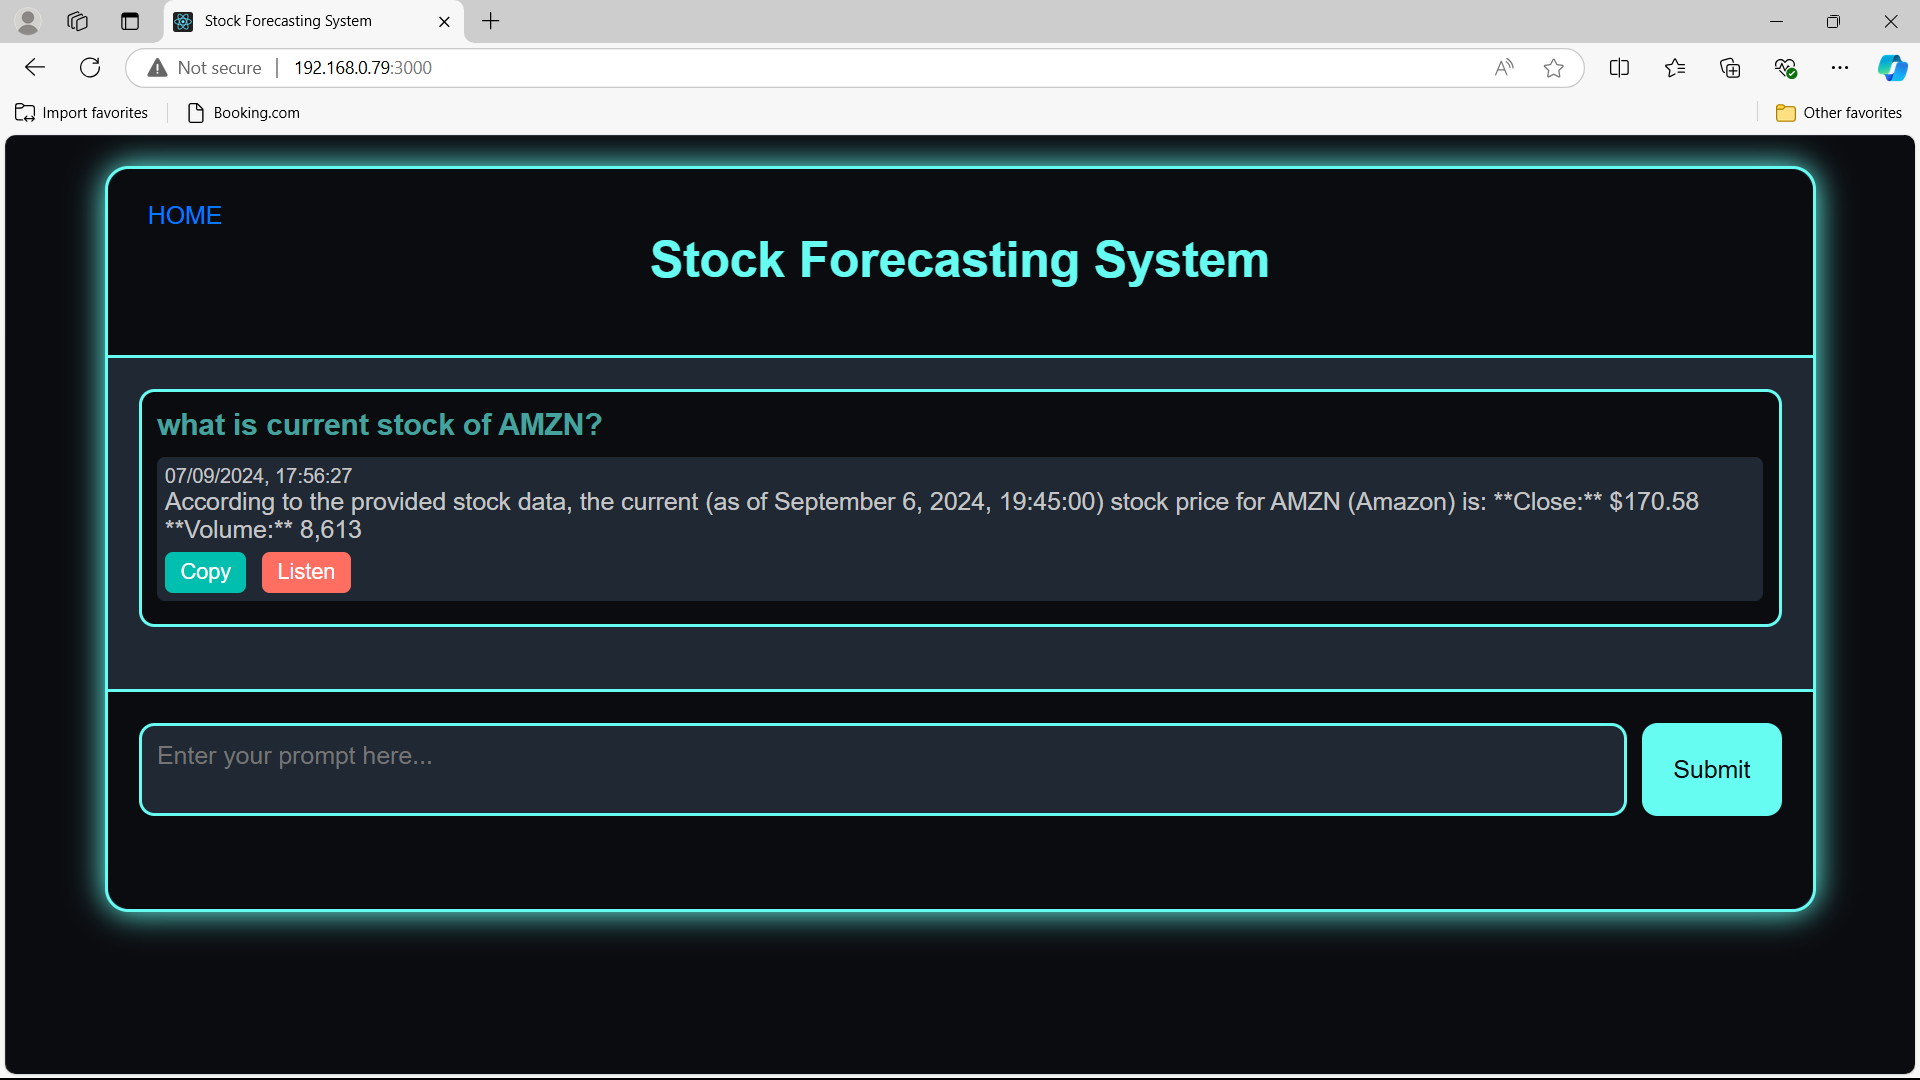 Stock Forecasting System
Not secure
192.168.0.79:3000
Import favorites
Booking.com
Other favorites
HOME
Stock Forecasting System
what is current stock of AMZN?
07/09/2024, 17:56:27
According to the provided stock data, the current (as of September 6, 2024, 19:45:00) stock price for AMZN (Amazon) is: **Close:** $170.58
**Volume:** 8,613
Copy
Listen
Enter your prompt here...
Submit